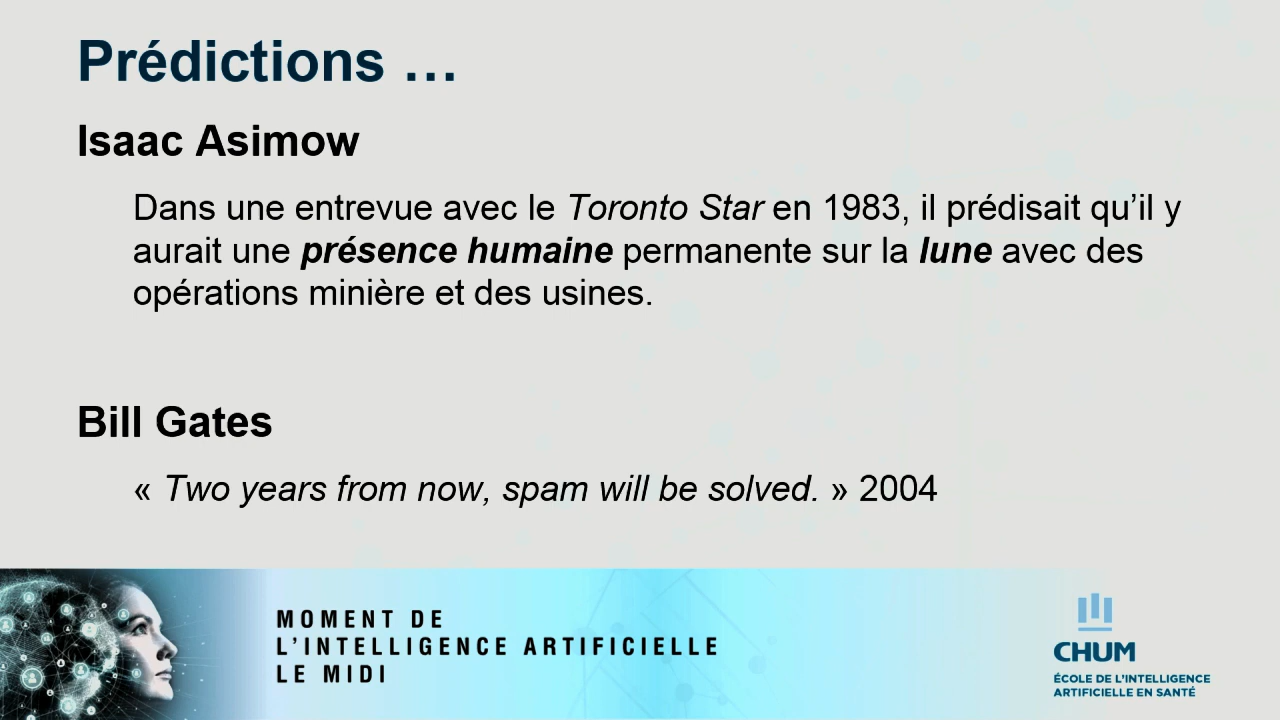 Prédictions …
Isaac Asimow
Dans une entrevue avec le Toronto Star en 1983, il prédisait qu’il y
aurait une présence humaine permanente sur la lune avec des
opérations minière et des usines.
Bill Gates
« Two years from now, spam will be solved. » 2004
MOMENT DE
L’INTELLIGENCE ARTIFICIELLE
LE MIDI
CHUM
ÉCOLE DE L’INTELLIGENCE
ARTIFICIELLE EN SANTÉ